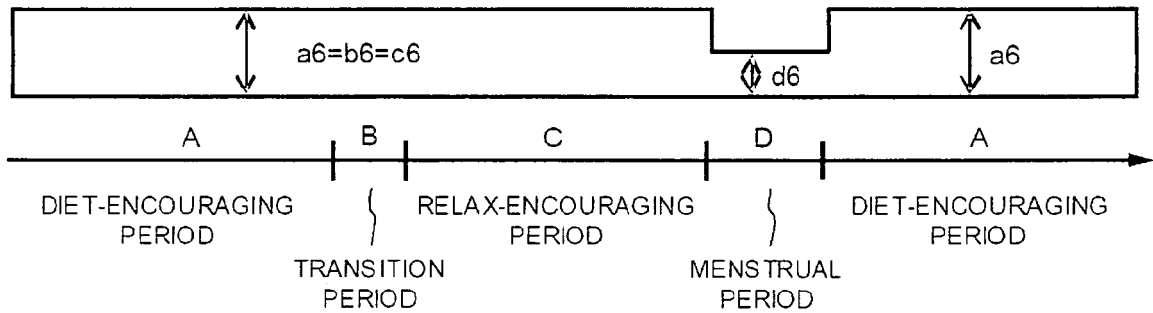 a6=b6=c6
d6
a6
A
B
C
D
A
DIET-ENCOURAGING
PERIOD
RELAX-ENCOURAGING
PERIOD
DIET-ENCOURAGING
PERIOD
TRANSITION
PERIOD
MENSTRUAL
PERIOD